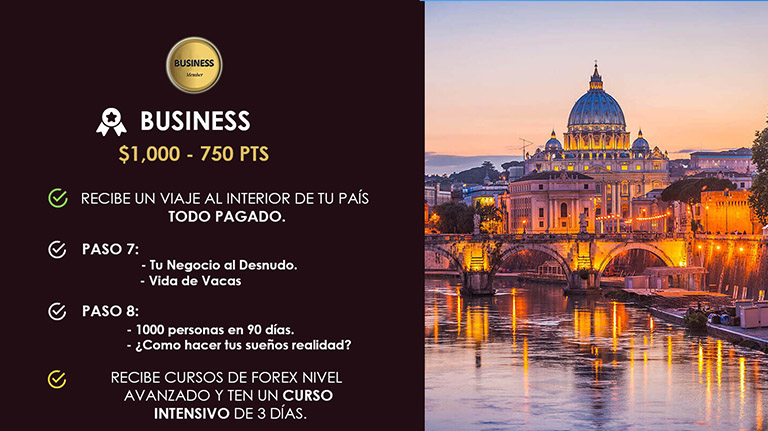 BUSINESS
Member
BUSINESS
$1,000 - 750 PTS
RECIBE UN VIAJE AL INTERIOR DE TU PAÍS
TODO PAGADO.
PASO 7:
- Tu Negocio al Desnudo.
- Vida de Vacas
PASO 8:
- 1000 personas en 90 días.
- ¿Como hacer tus sueños realidad?
RECIBE CURSOS DE FOREX NIVEL
AVANZADO Y TEN UN CURSO
INTENSIVO DE 3 DÍAS.